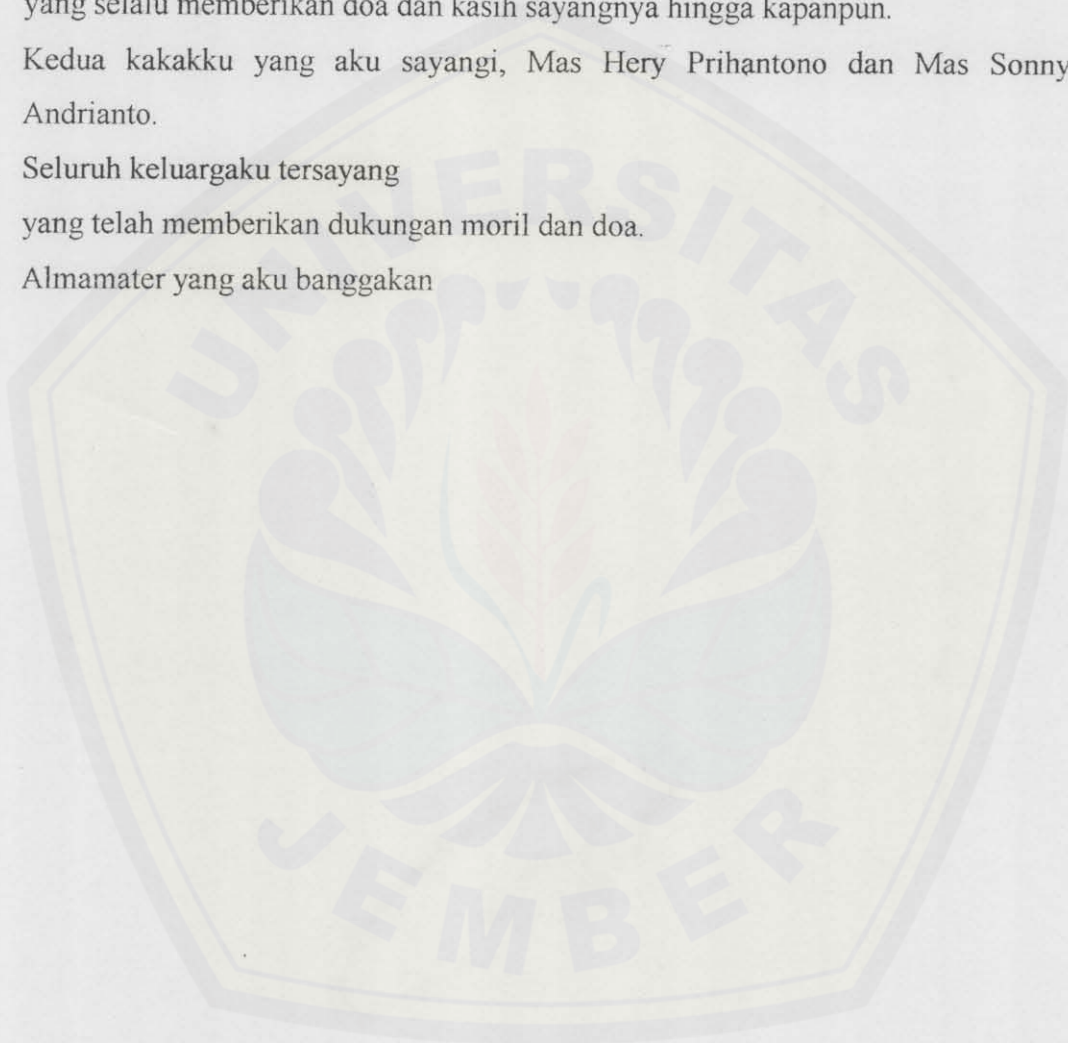 yang selalu memberikan doa dan kasih sayangnya hingga kapanpun.
Kedua kakakku yang aku sayangi, Mas Hery Prihantono dan Mas Sonny
Andrianto.
Seluruh keluargaku tersayang
yang telah memberikan dukungan moril dan doa.
Almamater yang aku banggakan
UNIVERSITAS
JEMBER